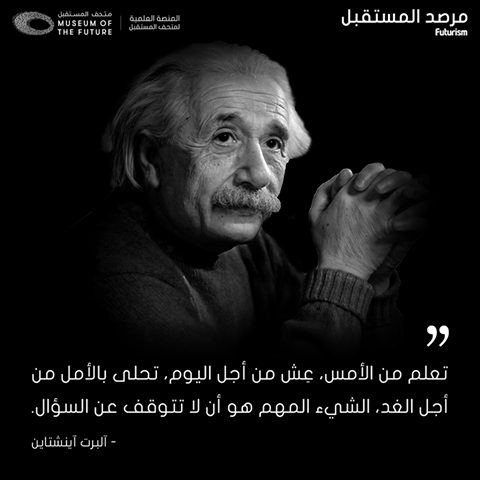 متحف المستقبل
MUSEUM OF
THE FUTURE
المنصة العلمية
لمتحف المستقبل
مرصد المستقبل
Futurism
"
تعلم من الأمس، عِش من أجل اليوم، تحلى بالأمل من
أجل الغد، الشيء المهم هو أن لا تتوقف عن السؤال.
- آلبرت آينشتاين